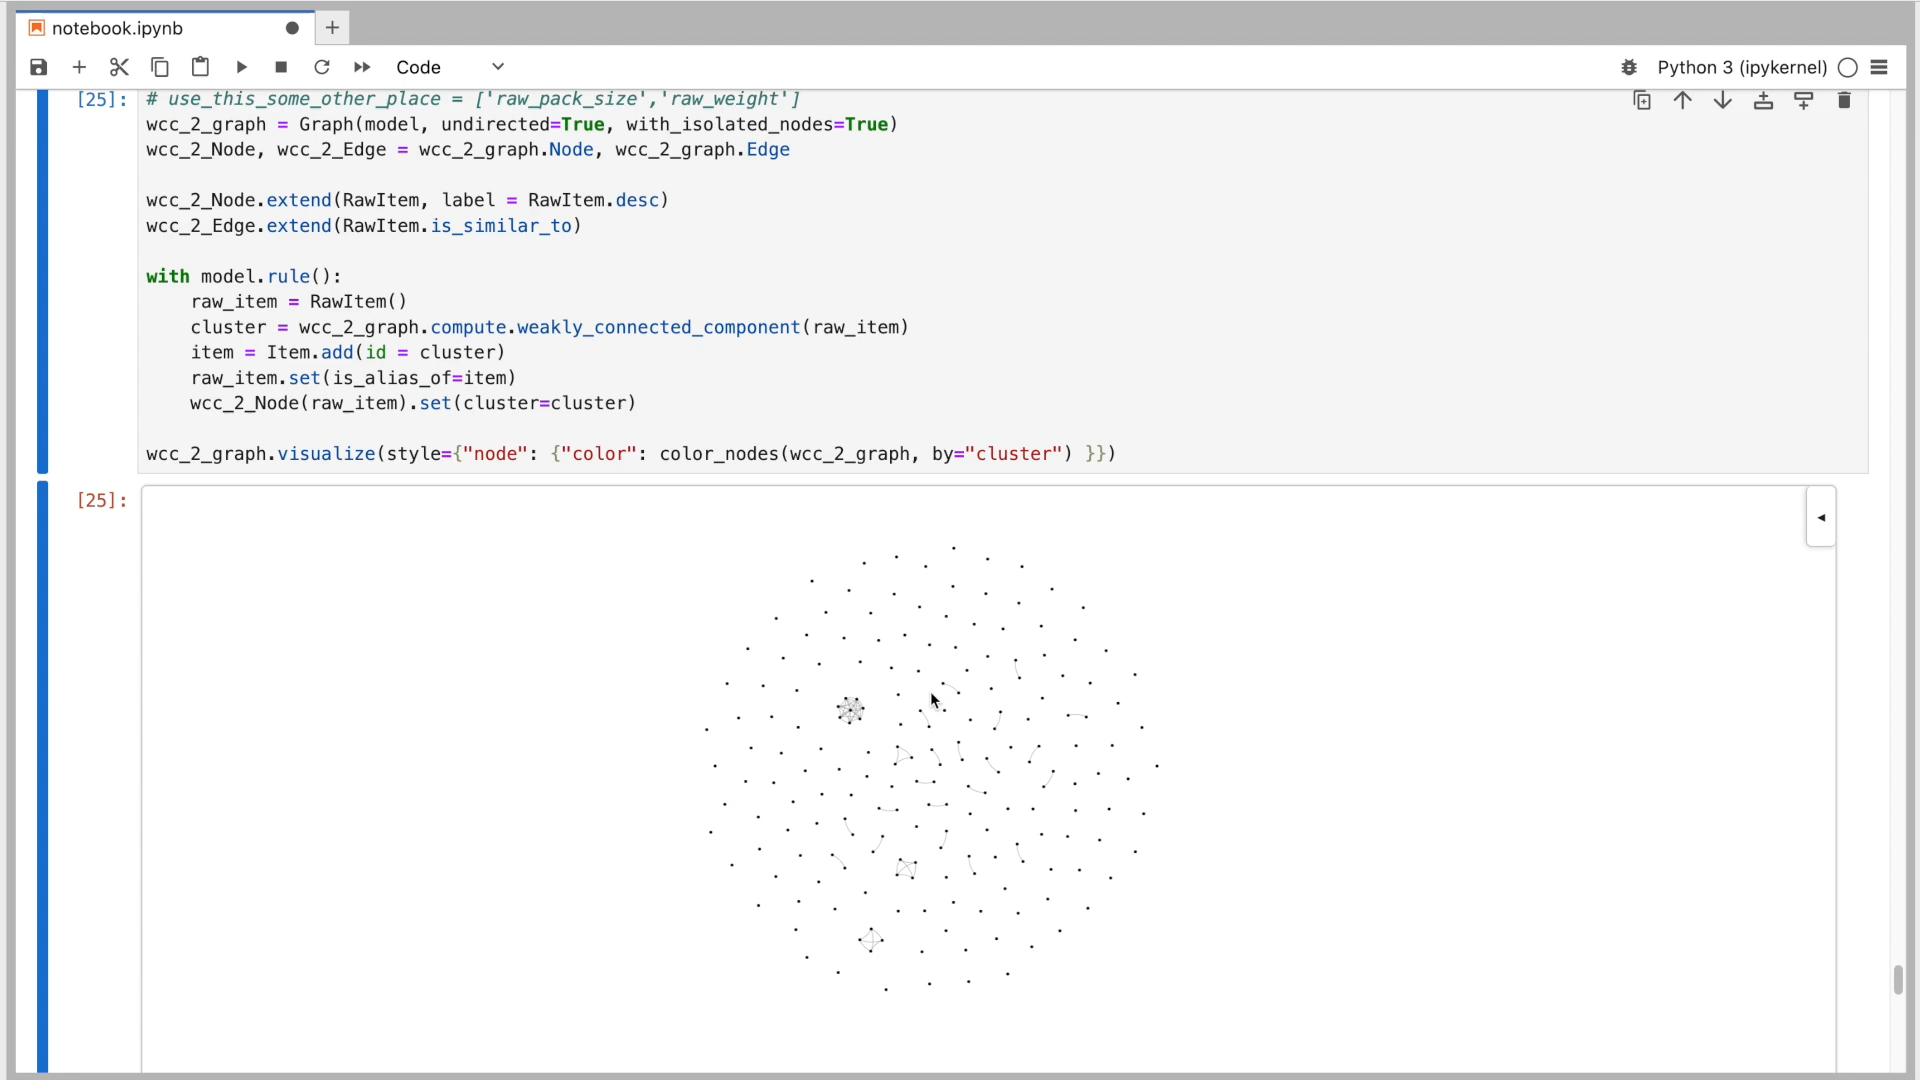 notebook.ipynb
Code
Python 3 (ipykernel)
[25]:
# use_this_some_other_place = ['raw_pack_size','raw_weight']
wcc_2_graph = Graph(model, undirected=True, with_isolated_nodes=True)
wcc_2_Node, wcc_2_Edge = wcc_2_graph.Node, wcc_2_graph.Edge
wcc_2_Node.extend(RawItem, label = RawItem.desc)
wcc_2_Edge.extend(RawItem.is_similar_to)
with model.rule():
    raw_item = RawItem()
    cluster = wcc_2_graph.compute.weakly_connected_component(raw_item)
    item = Item.add(id = cluster)
    raw_item.set(is_alias_of=item)
    wcc_2_Node(raw_item).set(cluster=cluster)
wcc_2_graph.visualize(style={"node": {"color": color_nodes(wcc_2_graph, by="cluster") }})
[25]: